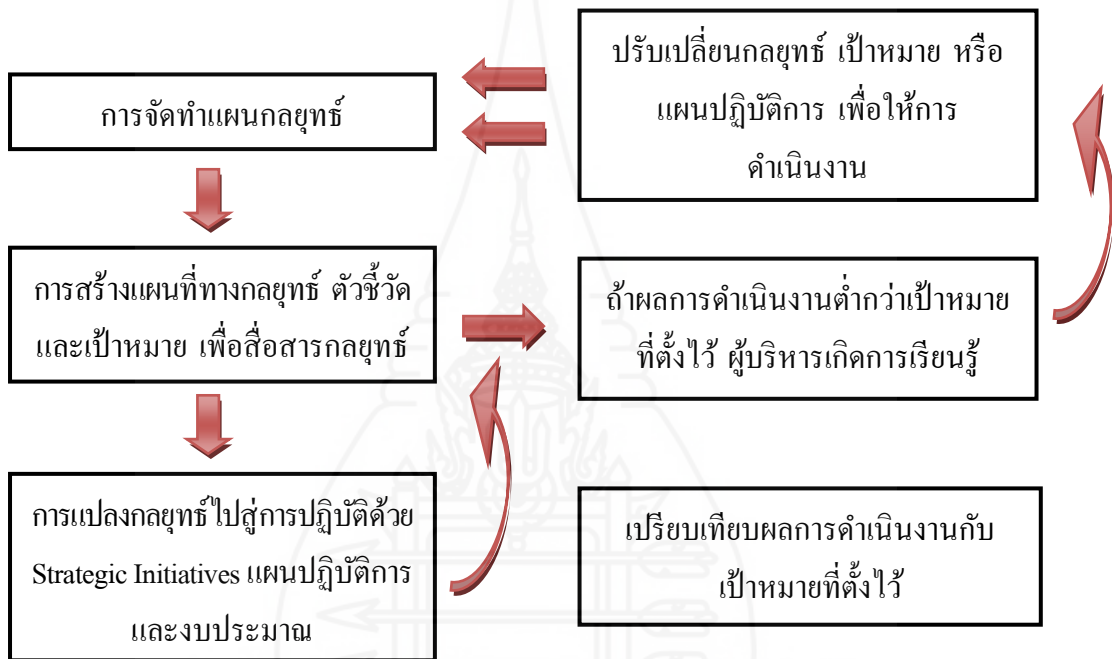 การจัดทำแผนกลยุทธ์
การสร้างแผนที่ทางกลยุทธ์ ตัวชี้วัด
และเป้าหมาย เพื่อสื่อสารกลยุทธ์
การแปลงกลยุทธ์ไปสู่การปฏิบัติด้วย
Strategic Initiatives แผนปฏิบัติการ
และงบประมาณ
ปรับเปลี่ยนกลยุทธ์ เป้าหมาย หรือ
แผนปฏิบัติการ เพื่อให้การ
ดำเนินงาน
ถ้าผลการดำเนินงานต่ำกว่าเป้าหมาย
ที่ตั้งไว้ ผู้บริหารเกิดการเรียนรู้
เปรียบเทียบผลการดำเนินงานกับ
เป้าหมายที่ตั้งไว้